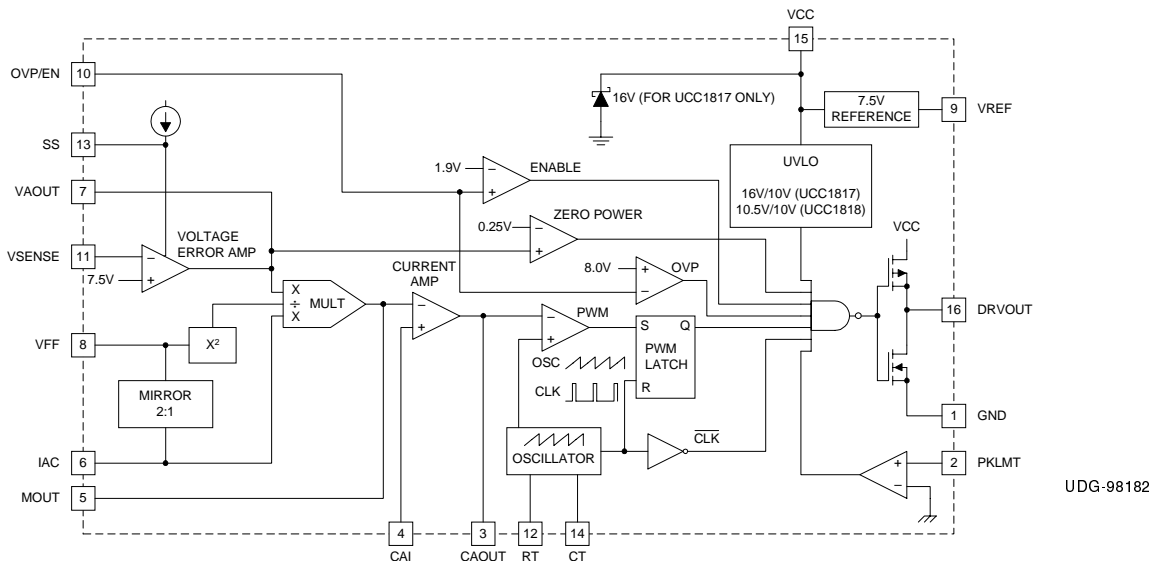 VCC
15
OVP/EN 10
16V (FOR UCC1817 ONLY)
7.5V
REFERENCE
9 VREF
SS 13
1.9V
ENABLE
UVLO
16V/10V (UCC1817)
10.5V/10V (UCC1818)
VAOUT 7
0.25V
ZERO POWER
VCC
VOLTAGE
ERROR AMP
VSENSE 11
7.5V
CURRENT
AMP
8.0V
OVP
X
÷
X
MULT
PWM
S Q
PWM
LATCH
R
16 DRVOUT
VFF 8
X²
OSC
CLK
MIRROR
2:1
1 GND
CLK
OSCILLATOR
IAC 6
2 PKLMT
MOUT 5
UDG-98182
4 3 12 14
CAI CAOUT RT CT
− + − + − + + − − + − + + −